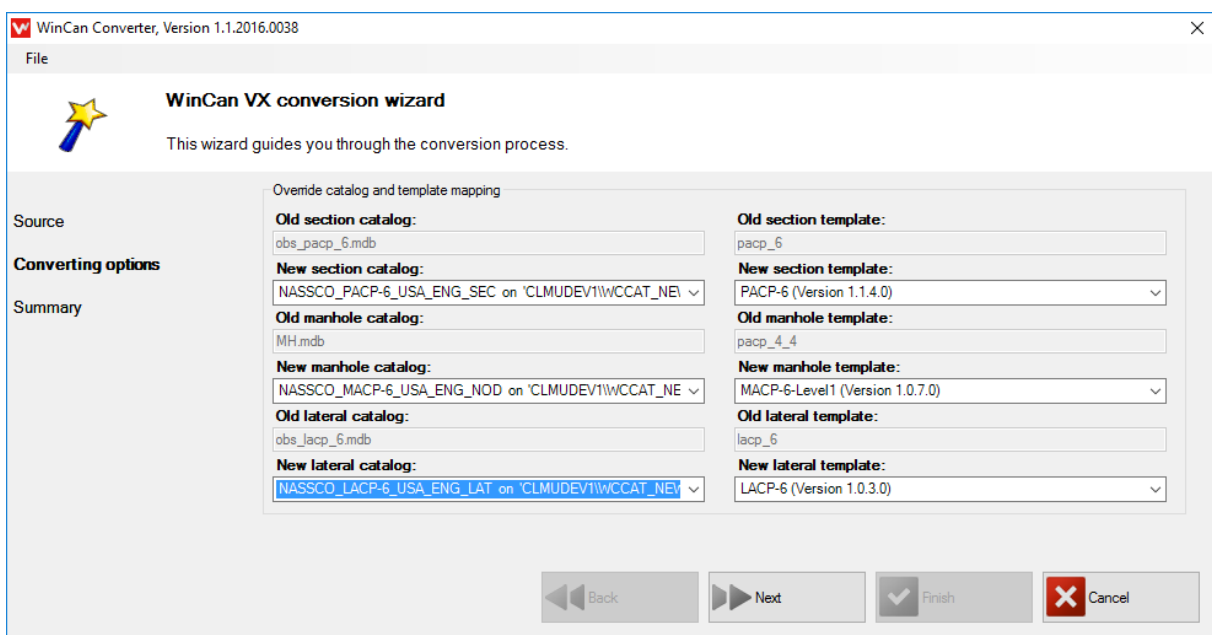 WinCan Converter, Version 1.1.2016.0038
File
WinCan VX conversion wizard
This wizard guides you through the conversion process.
Source
Converting options
Summary
Override catalog and template mapping
Old section catalog:
obs_pacp_6.mdb
Old section template:
pacp_6
New section catalog:
NASSCO_PACP-6_USA_ENG_SEC on 'CLMUDEV1\WCCAT_NE
New section template:
PACP-6 (Version 1.1.4.0)
Old manhole catalog:
MH.mdb
Old manhole template:
pacp_4_4
New manhole catalog:
NASSCO_MACP-6_USA_ENG_NOD on 'CLMUDEV1\WCCAT_NE
New manhole template:
MACP-6-Level1 (Version 1.0.7.0)
Old lateral catalog:
obs_lacp_6.mdb
Old lateral template:
lacp_6
New lateral catalog:
NASSCO_LACP-6_USA_ENG_LAT on 'CLMUDEV1\WCCAT_NEV
New lateral template:
LACP-6 (Version 1.0.3.0)
Back
Next
Finish
Cancel